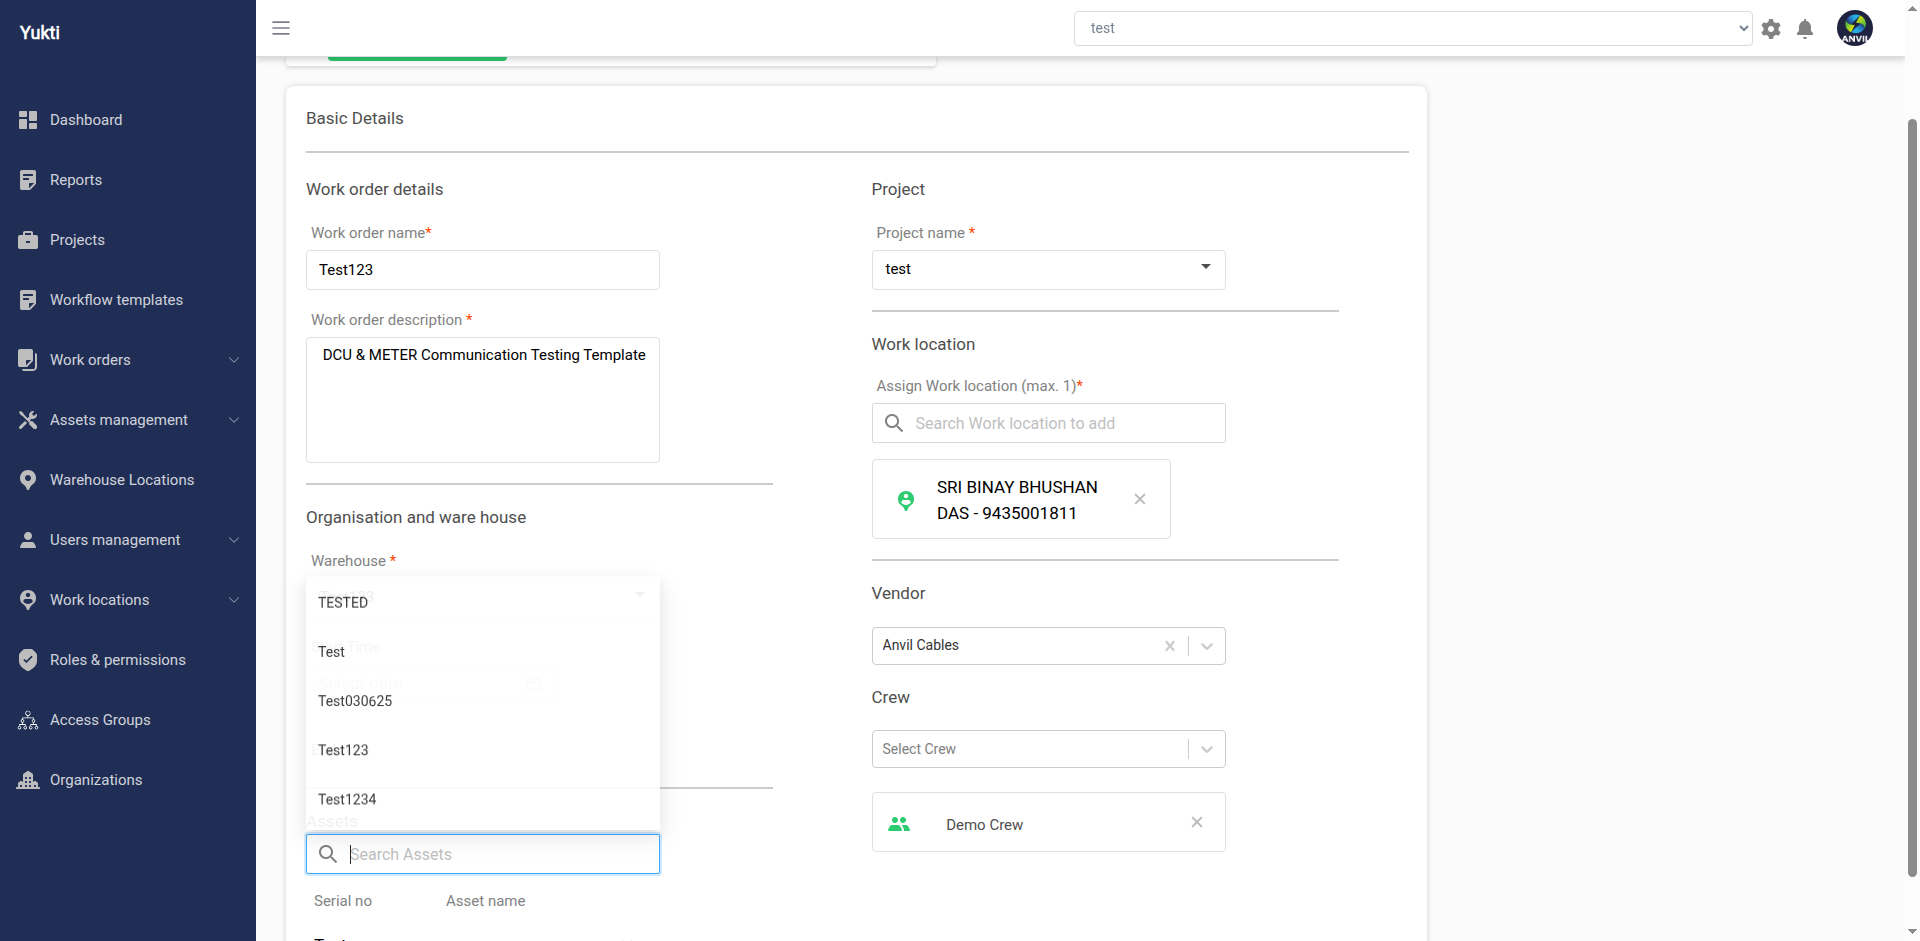 Yukti
test
ANVIL
Dashboard
Reports
Projects
Workflow templates
Work orders
Assets management
Warehouse Locations
Users management
Work locations
Roles & permissions
Access Groups
Organizations
Basic Details
Work order details
Work order name*
Test123
Work order description *
DCU & METER Communication Testing Template
Organisation and ware house
Warehouse *
TESTED
Test
Test030625
Test123
Test1234
Assets
Search Assets
Serial no Asset name
Project
Project name *
test
Work location
Assign Work location (max. 1)*
Search Work location to add
SRI BINAY BHUSHAN
DAS - 9435001811
Vendor
Anvil Cables
Crew
Select Crew
Demo Crew